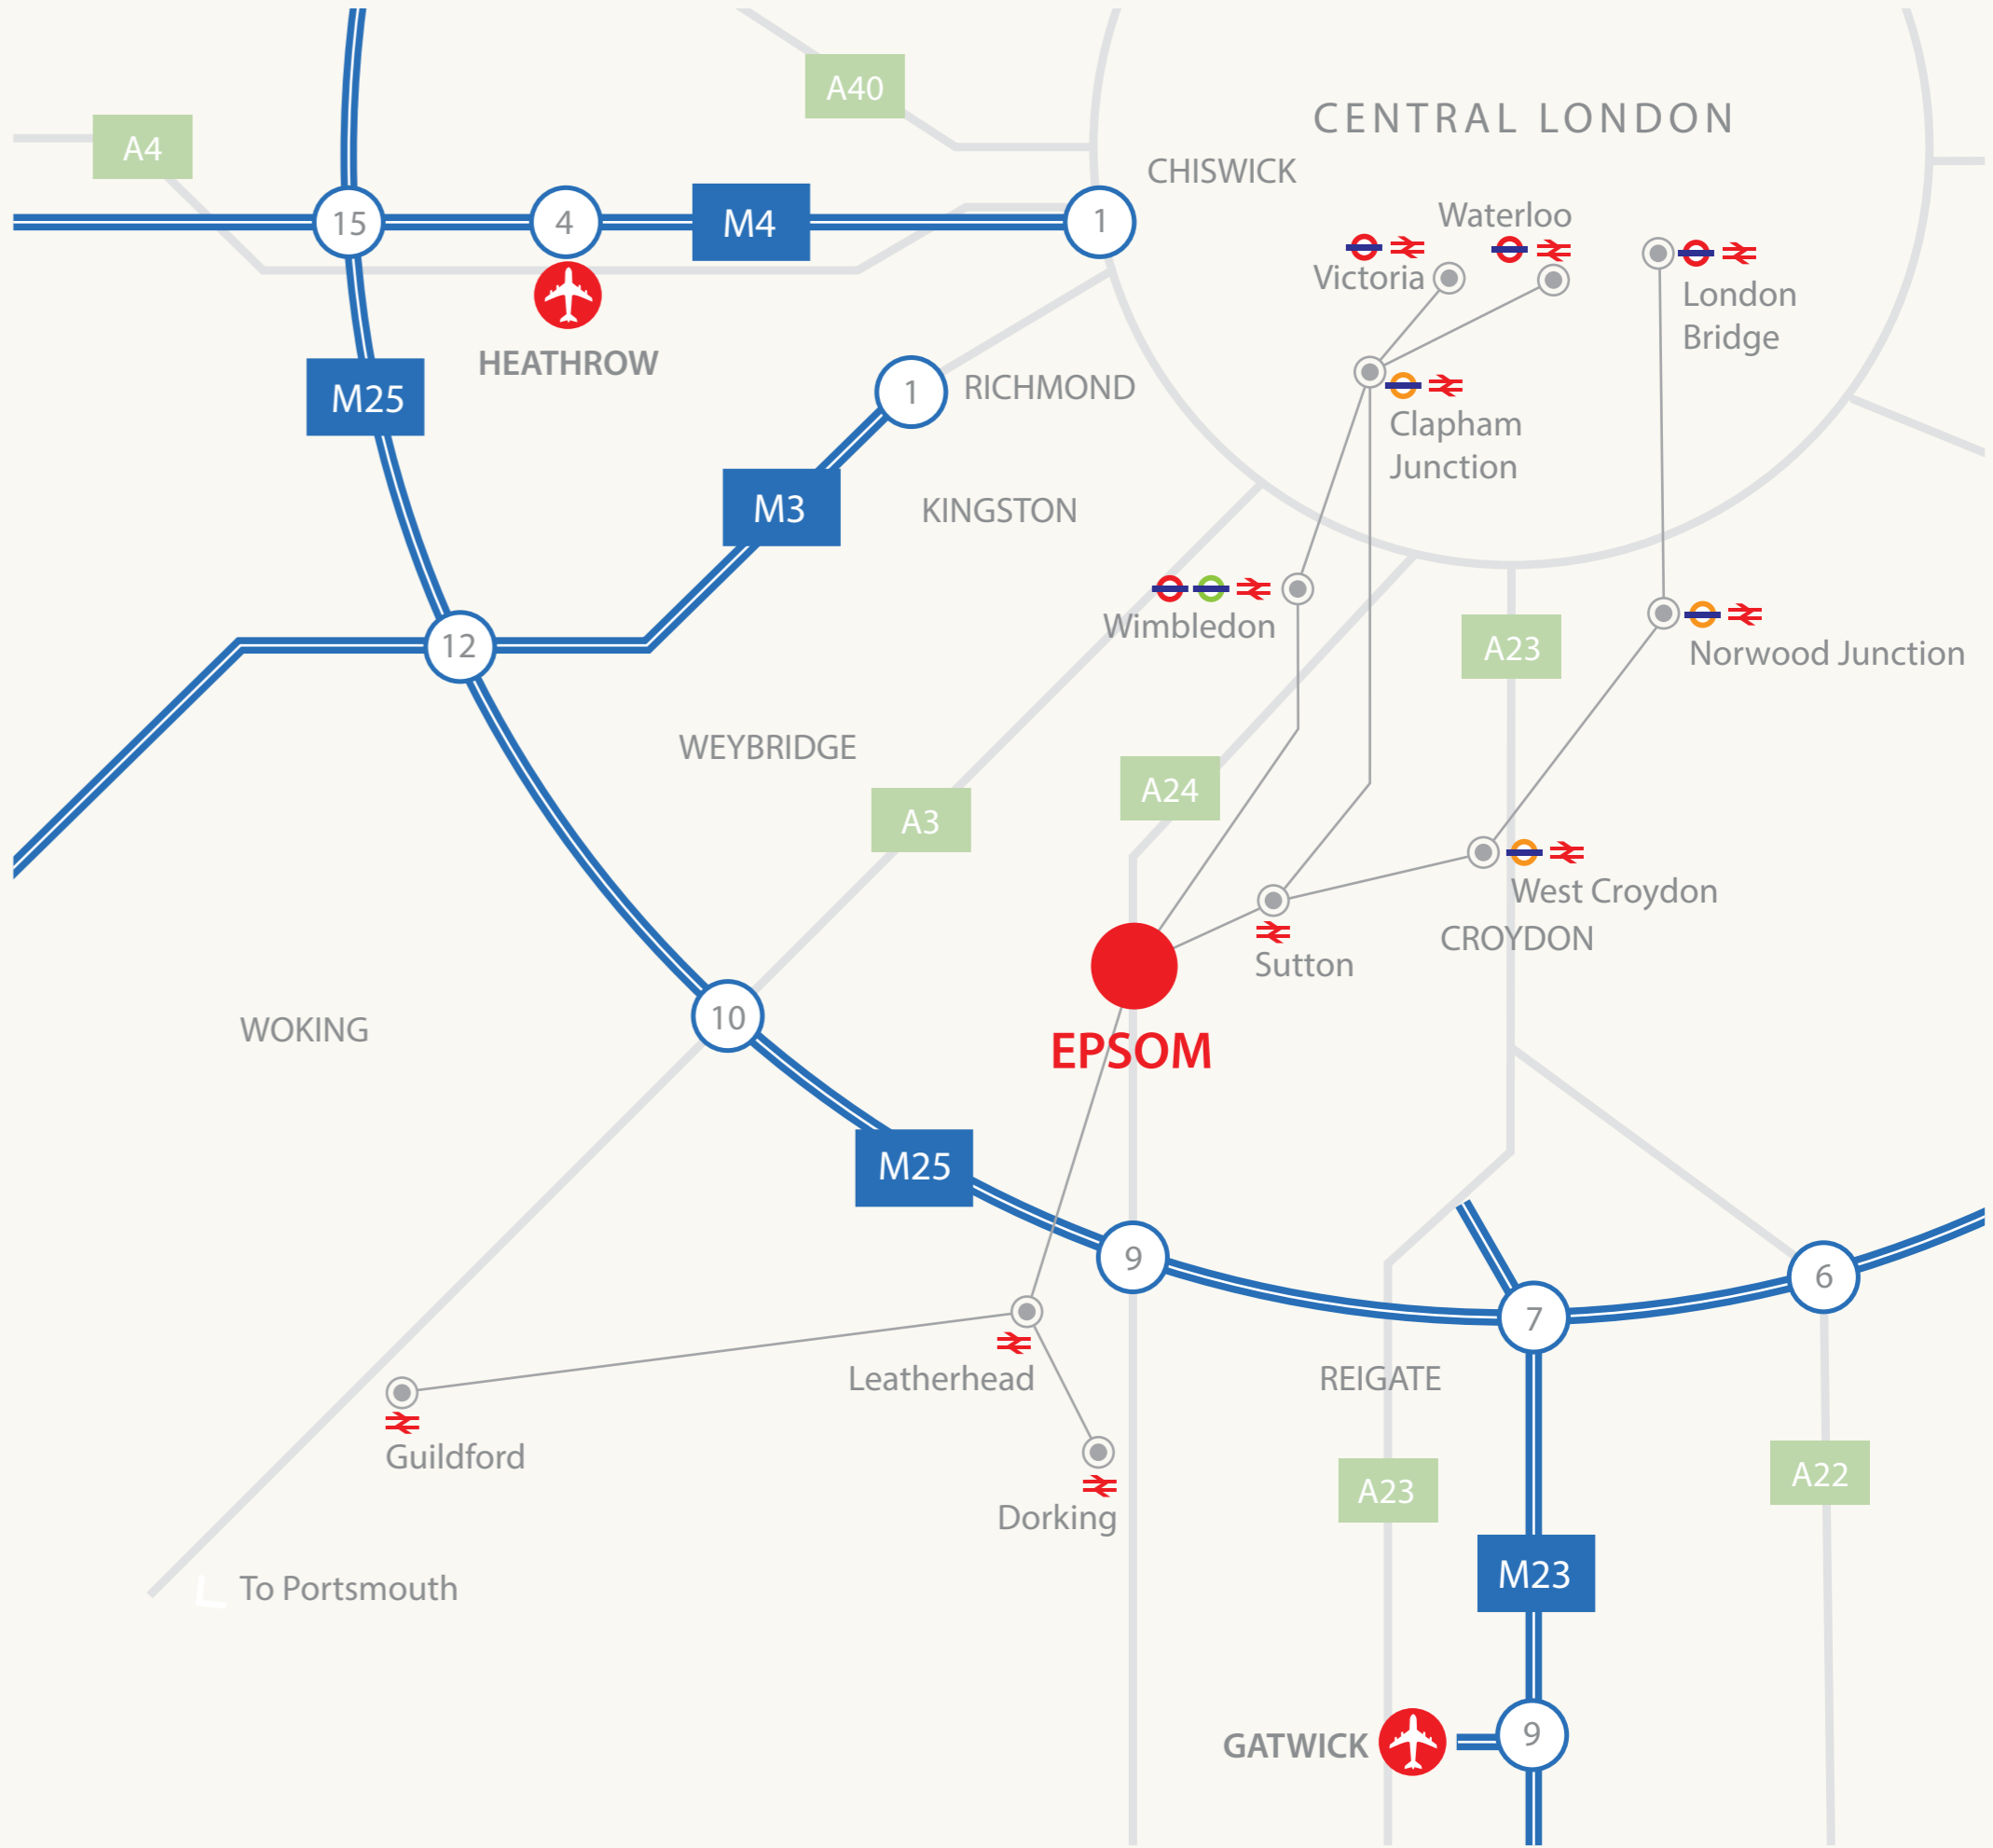 A40
CENTRAL LONDON
A4
CHISWICK
15
4
M4
1
Waterloo
Victoria
London
Bridge
HEATHROW
M25
1
RICHMOND
Clapham
Junction
M3
KINGSTON
Wimbledon
12
A23
Norwood Junction
WEYBRIDGE
A24
A3
West Croydon
CROYDON
Sutton
10
WOKING
EPSOM
M25
9
6
7
Leatherhead
REIGATE
Guildford
A22
A23
Dorking
M23
To Portsmouth
9
GATWICK